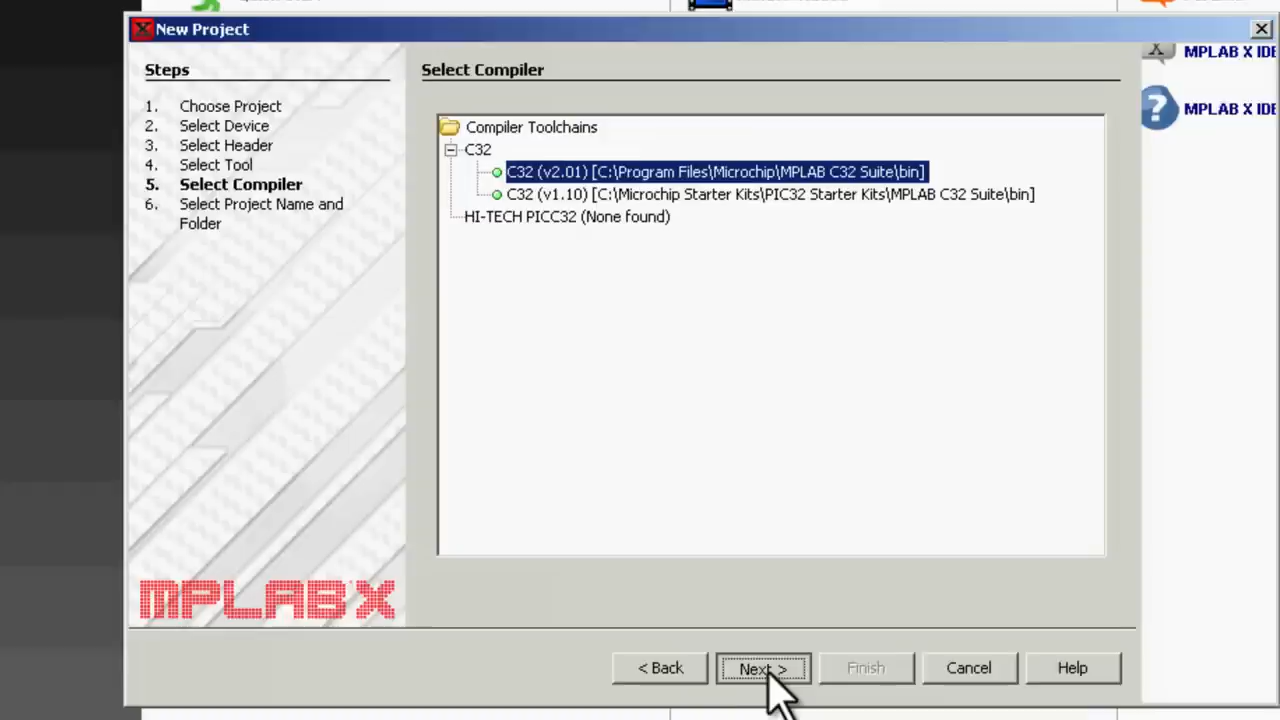 New Project
Steps
1. Choose Project
2. Select Device
3. Select Header
4. Select Tool
5. Select Compiler
6. Select Project Name and
Folder
Select Compiler
Compiler Toolchains
C32
C32 (v2.01) [C:\Program Files\Microchip\MPLAB C32 Suite\bin]
C32 (v1.10) [C:\Microchip Starter Kits\PIC32 Starter Kits\MPLAB C32 Suite\bin]
HI-TECH PICC32 (None found)
MPLAB X IDE
MPLAB X IDE
MPLAB X
< Back
Next >
Finish
Cancel
Help